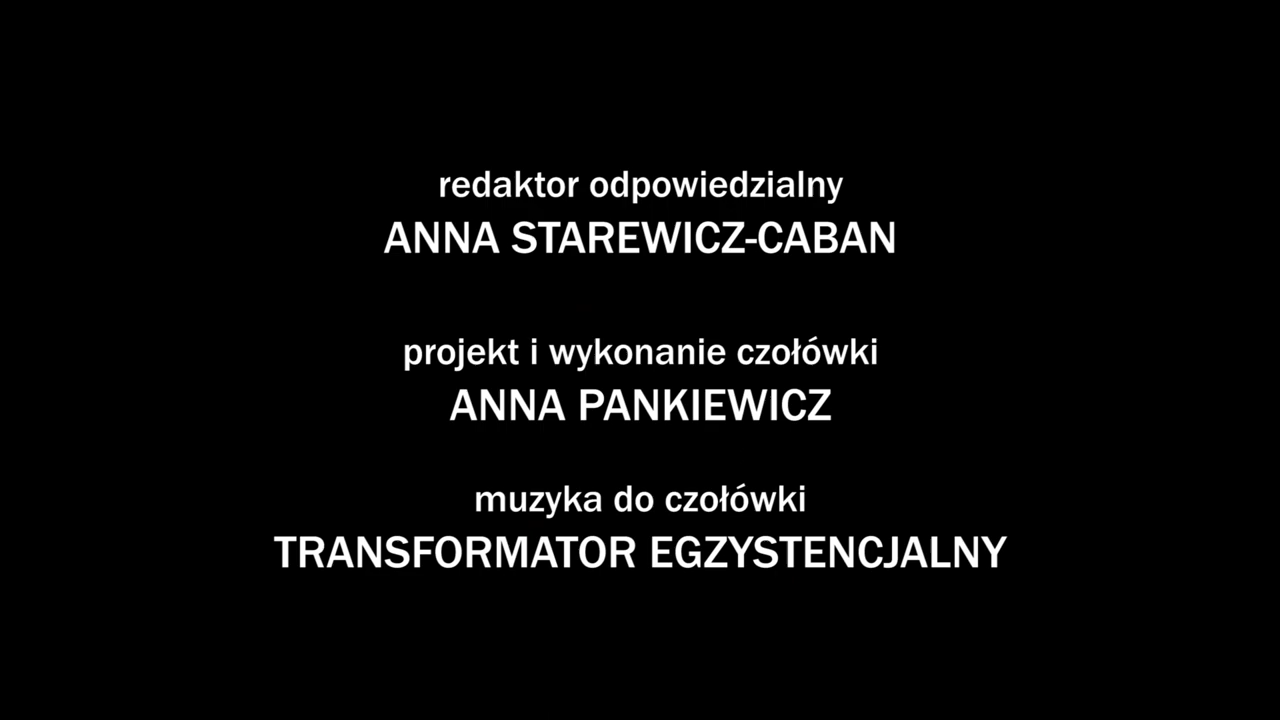 redaktor odpowiedzialny
ANNA STAREWICZ-CABAN
projekt i wykonanie czołówki
ANNA PANKIEWICZ
muzyka do czołówki
TRANSFORMATOR EGZYSTENCJALNY